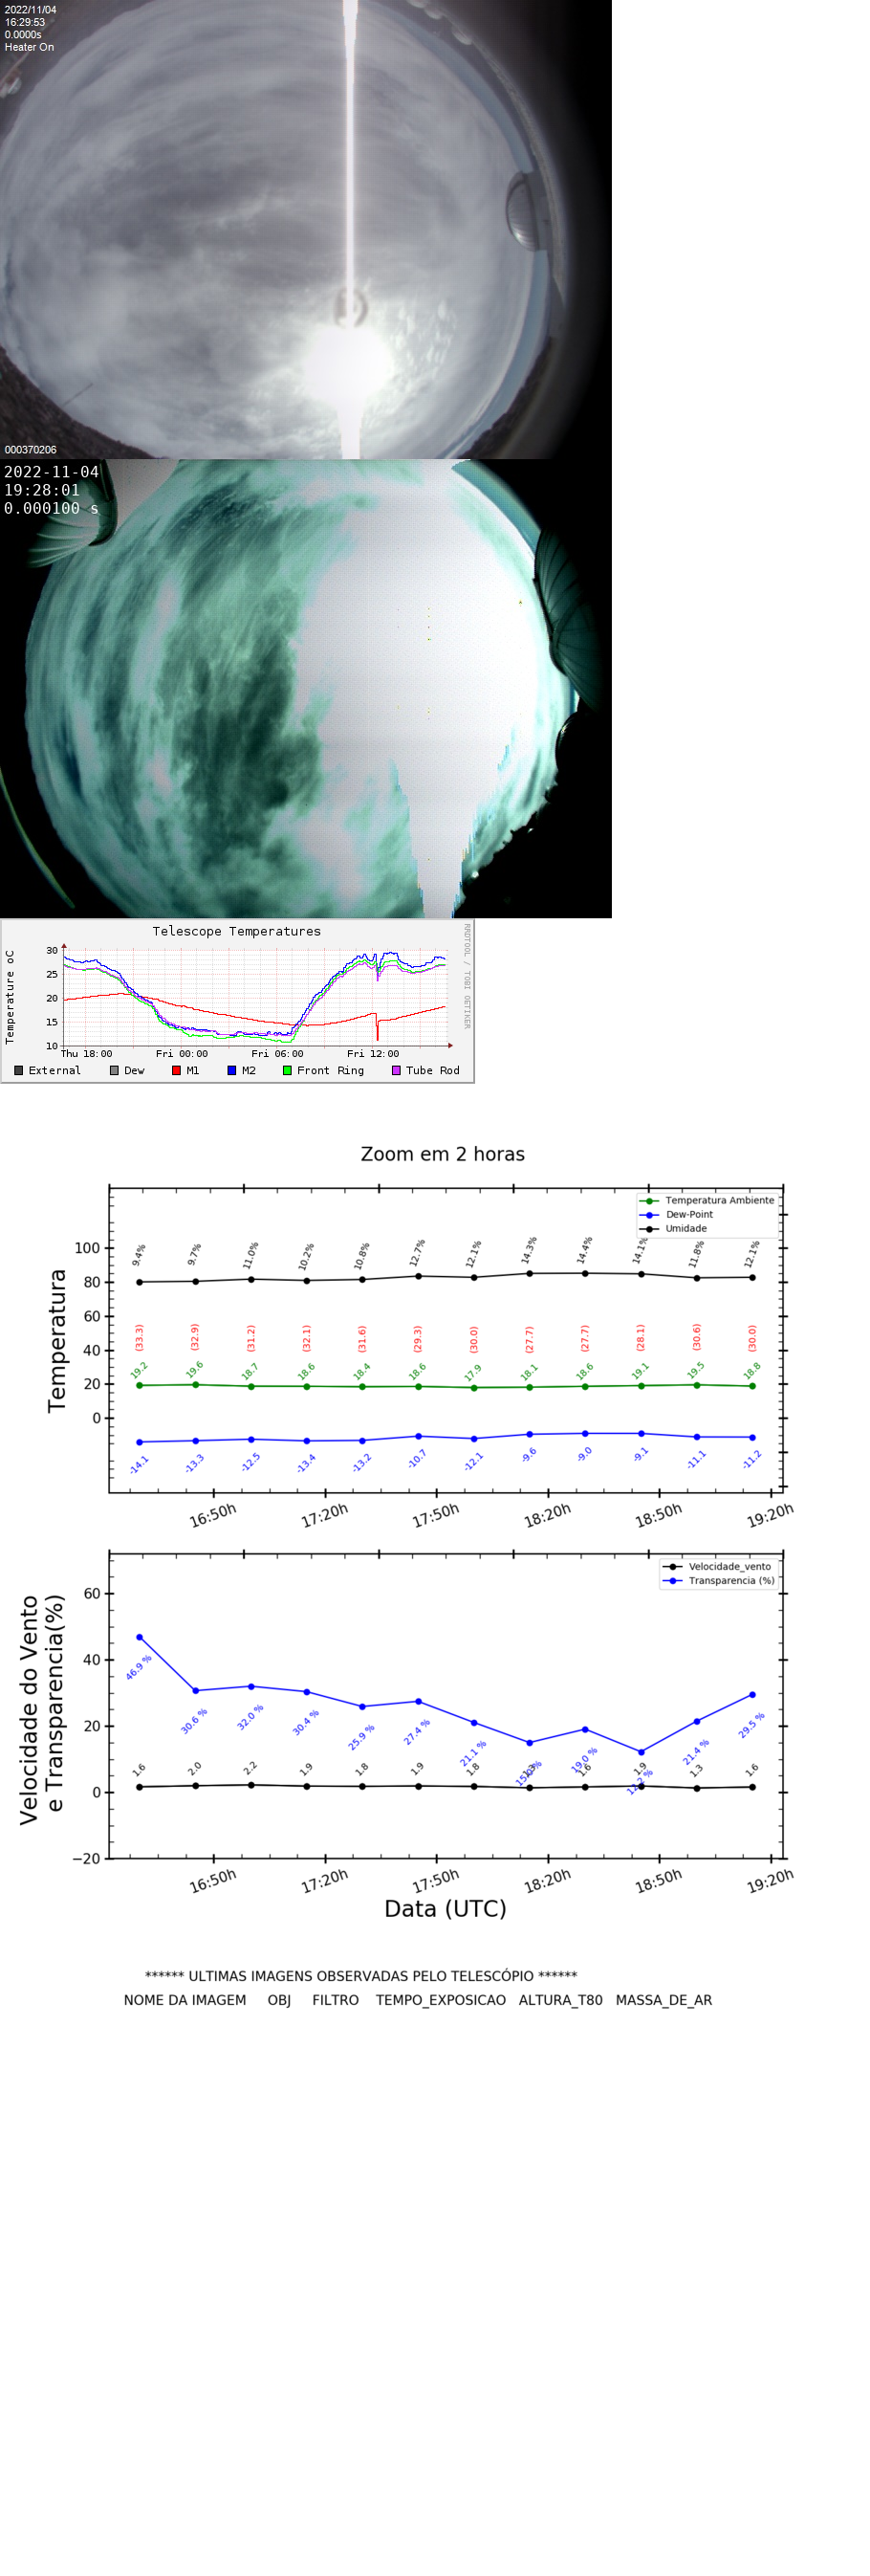 2022/11/04
16:29:53
0.0000s
Heater On
000370206
2022-11-04
19:28:01
0.000100 s
Telescope Temperatures
RRDTOOL / TOBI OETIKER
Temperature oC
30
25
20
15
10
Thu 18:00 Fri 00:00 Fri 06:00 Fri 12:00
External Dew M1 M2 Front Ring Tube Rod
Zoom em 2 horas
Temperatura Ambiente
Dew-Point
Umidade
Temperatura
100
80
60
40
20
0
9.4% 9.7% 11.0% 10.2% 10.8% 12.7% 12.1% 14.3% 14.4% 14.1% 11.8% 12.1%
(33.3) (32.9) (31.2) (32.1) (31.6) (29.3) (30.0) (27.7) (27.7) (28.1) (30.6) (30.0)
19.2 19.6 18.7 18.6 18.4 18.6 17.9 18.1 18.6 19.1 19.5 18.8
-14.1 -13.3 -12.5 -13.4 -13.2 -10.7 -12.1 -9.6 -9.0 -9.1 -11.1 -11.2
16:50h 17:20h 17:50h 18:20h 18:50h 19:20h
Velocidade_vento
Transparencia (%)
Velocidade do Vento
e Transparencia(%)
60
40
20
0
−20
46.9 % 30.6 % 32.0 % 30.4 % 25.9 % 27.4 % 21.1 % 19.0 % 21.4 % 29.5 %
1.6 2.0 2.2 1.9 1.8 1.9 1.8 1.6 1.9 1.3 1.6
16:50h 17:20h 17:50h 18:20h 18:50h 19:20h
Data (UTC)
****** ULTIMAS IMAGENS OBSERVADAS PELO TELESCÓPIO ******
NOME DA IMAGEM OBJ FILTRO TEMPO_EXPOSICAO ALTURA_T80 MASSA_DE_AR